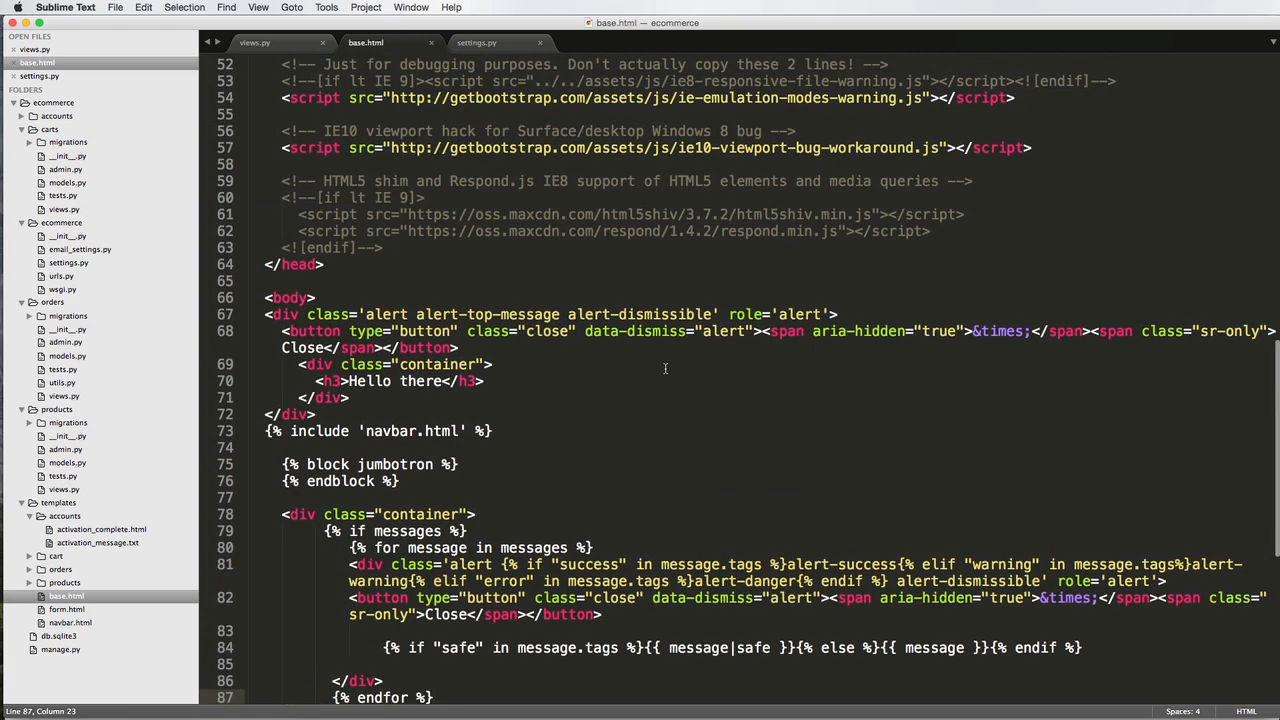 Sublime Text File Edit Selection Find View Goto Tools Project Window Help
base.html — ecommerce
OPEN FILES
views.py
base.html
settings.py
FOLDERS
ecommerce
accounts
carts
migrations
__init__.py
admin.py
models.py
tests.py
views.py
ecommerce
__init__.py
email_settings.py
settings.py
urls.py
wsgi.py
orders
migrations
__init__.py
admin.py
models.py
tests.py
utils.py
views.py
products
migrations
__init__.py
admin.py
models.py
tests.py
views.py
templates
accounts
activation_complete.html
activation_message.txt
cart
orders
products
base.html
form.html
navbar.html
db.sqlite3
manage.py
views.py × base.html × settings.py ×
52 <!-- Just for debugging purposes. Don't actually copy these 2 lines! -->
53 <!--[if lt IE 9]><script src="../../assets/js/ie8-responsive-file-warning.js"></script><![endif]-->
54 <script src="http://getbootstrap.com/assets/js/ie-emulation-modes-warning.js"></script>
55
56 <!-- IE10 viewport hack for Surface/desktop Windows 8 bug -->
57 <script src="http://getbootstrap.com/assets/js/ie10-viewport-bug-workaround.js"></script>
58
59 <!-- HTML5 shim and Respond.js IE8 support of HTML5 elements and media queries -->
60 <!--[if lt IE 9]>
61 <script src="https://oss.maxcdn.com/html5shiv/3.7.2/html5shiv.min.js"></script>
62 <script src="https://oss.maxcdn.com/respond/1.4.2/respond.min.js"></script>
63 <![endif]-->
64 </head>
65
66 <body>
67 <div class='alert alert-top-message alert-dismissible' role='alert'>
68 <button type="button" class="close" data-dismiss="alert"><span aria-hidden="true">&times;</span><span class="sr-only">
Close</span></button>
69 <div class="container">
70 <h3>Hello there</h3>
71 </div>
72 </div>
73 {% include 'navbar.html' %}
74
75 {% block jumbotron %}
76 {% endblock %}
77
78 <div class="container">
79 {% if messages %}
80 {% for message in messages %}
81 <div class='alert {% if "success" in message.tags %}alert-success{% elif "warning" in message.tags%}alert-
warning{% elif "error" in message.tags %}alert-danger{% endif %} alert-dismissible' role='alert'>
82 <button type="button" class="close" data-dismiss="alert"><span aria-hidden="true">&times;</span><span class="
sr-only">Close</span></button>
83
84 {% if "safe" in message.tags %}{{ message|safe }}{% else %}{{ message }}{% endif %}
85
86 </div>
87 {% endfor %}
Line 87, Column 23 Spaces: 4 HTML